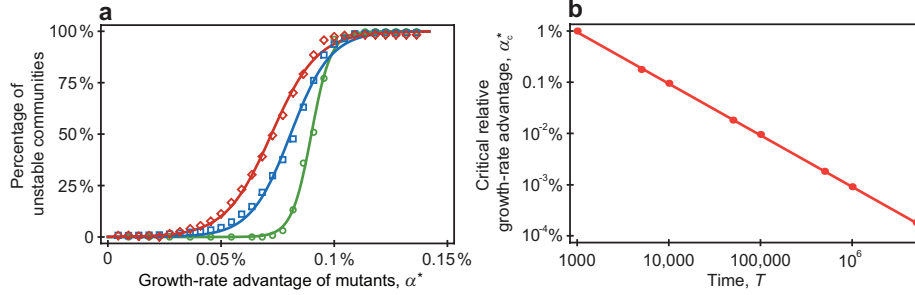 a
100 %
75 %
50 %
25 %
0
Percentage of
unstable communities
0
0.05 %
0.1 %
0.15 %
Growth-rate advantage of mutants, α*
b
1 %
0.1 %
10⁻² %
10⁻³ %
10⁻⁴ %
Critical relative
growth-rate advantage, α*c
1000
10,000
100,000
10⁶
Time, T